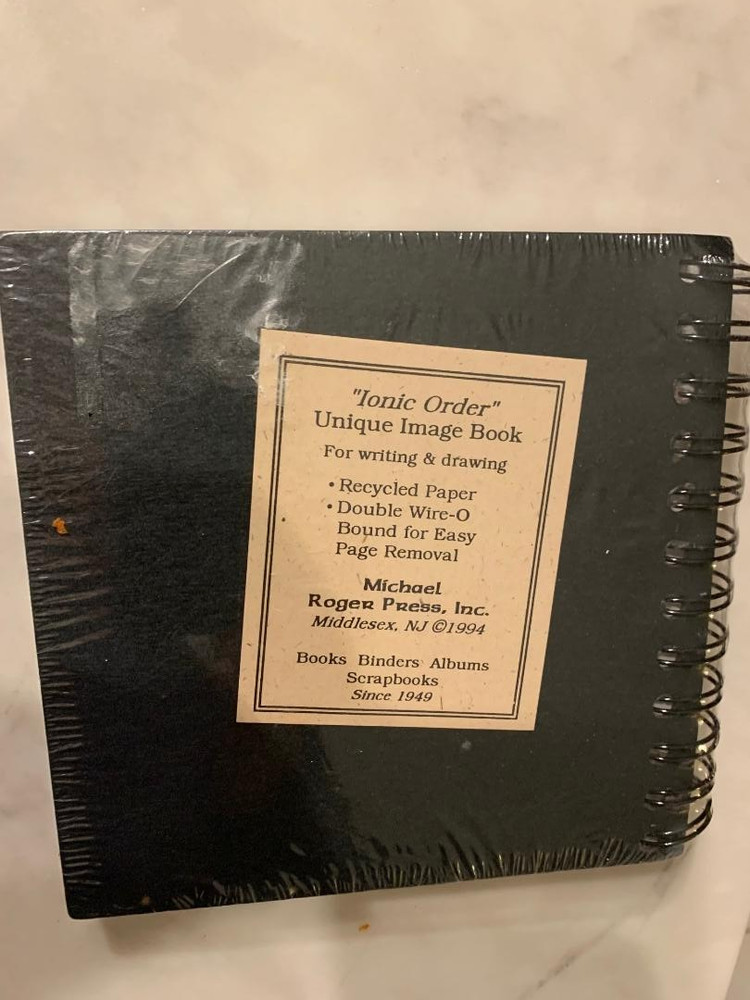 "Ionic Order"
Unique Image Book
For writing & drawing
• Recycled Paper
• Double Wire-O
Bound for Easy
Page Removal
Michael
Roger Press, Inc.
Middlesex, NJ ©1994
Books Binders Albums
Scrapbooks
Since 1949